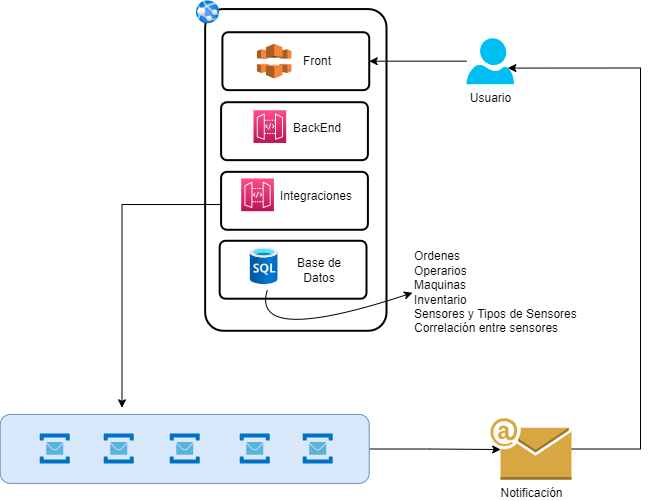 Front
Usuario
BackEnd
Integraciones
SQL
Base de
Datos
Ordenes
Operarios
Maquinas
Inventario
Sensores y Tipos de Sensores
Correlación entre sensores
@
Notificación